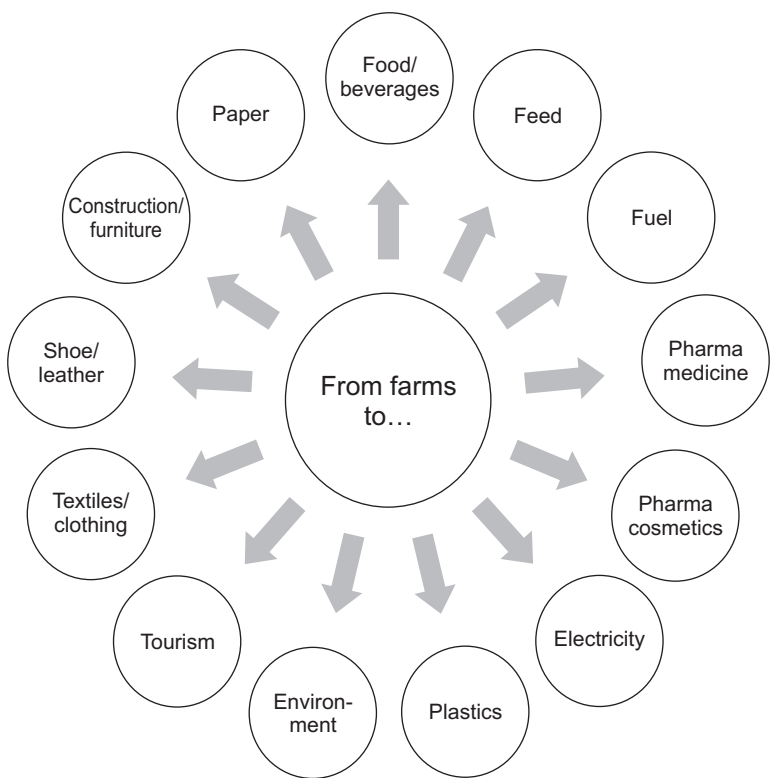 Food/
beverages
Feed
Fuel
Pharma
medicine
Pharma
cosmetics
Electricity
Plastics
Environ-
ment
Tourism
Textiles/
clothing
Shoe/
leather
Construction/
furniture
Paper
From farms
to…